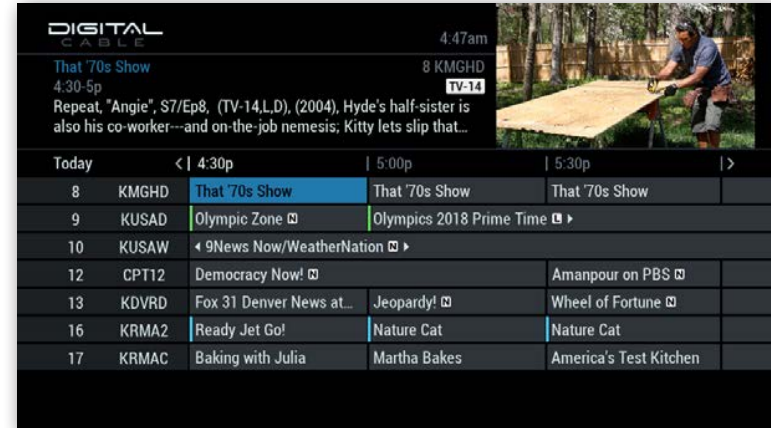 DIGITAL
CABLE
4:47am
That '70s Show
8 KMGHD
4:30-5p
TV-14
Repeat, "Angie", S7/Ep8, (TV-14,L,D), (2004), Hyde's half-sister is
also his co-worker---and on-the-job nemesis; Kitty lets slip that...
Today < 4:30p 5:00p 5:30p >
8 KMGHD That '70s Show That '70s Show That '70s Show
9 KUSAD Olympic Zone N Olympics 2018 Prime Time L
10 KUSAW 9News Now/WeatherNation N
12 CPT12 Democracy Now! N Amanpour on PBS N
13 KDVRD Fox 31 Denver News at... Jeopardy! N Wheel of Fortune N
16 KRMA2 Ready Jet Go! Nature Cat Nature Cat
17 KRMAC Baking with Julia Martha Bakes America's Test Kitchen